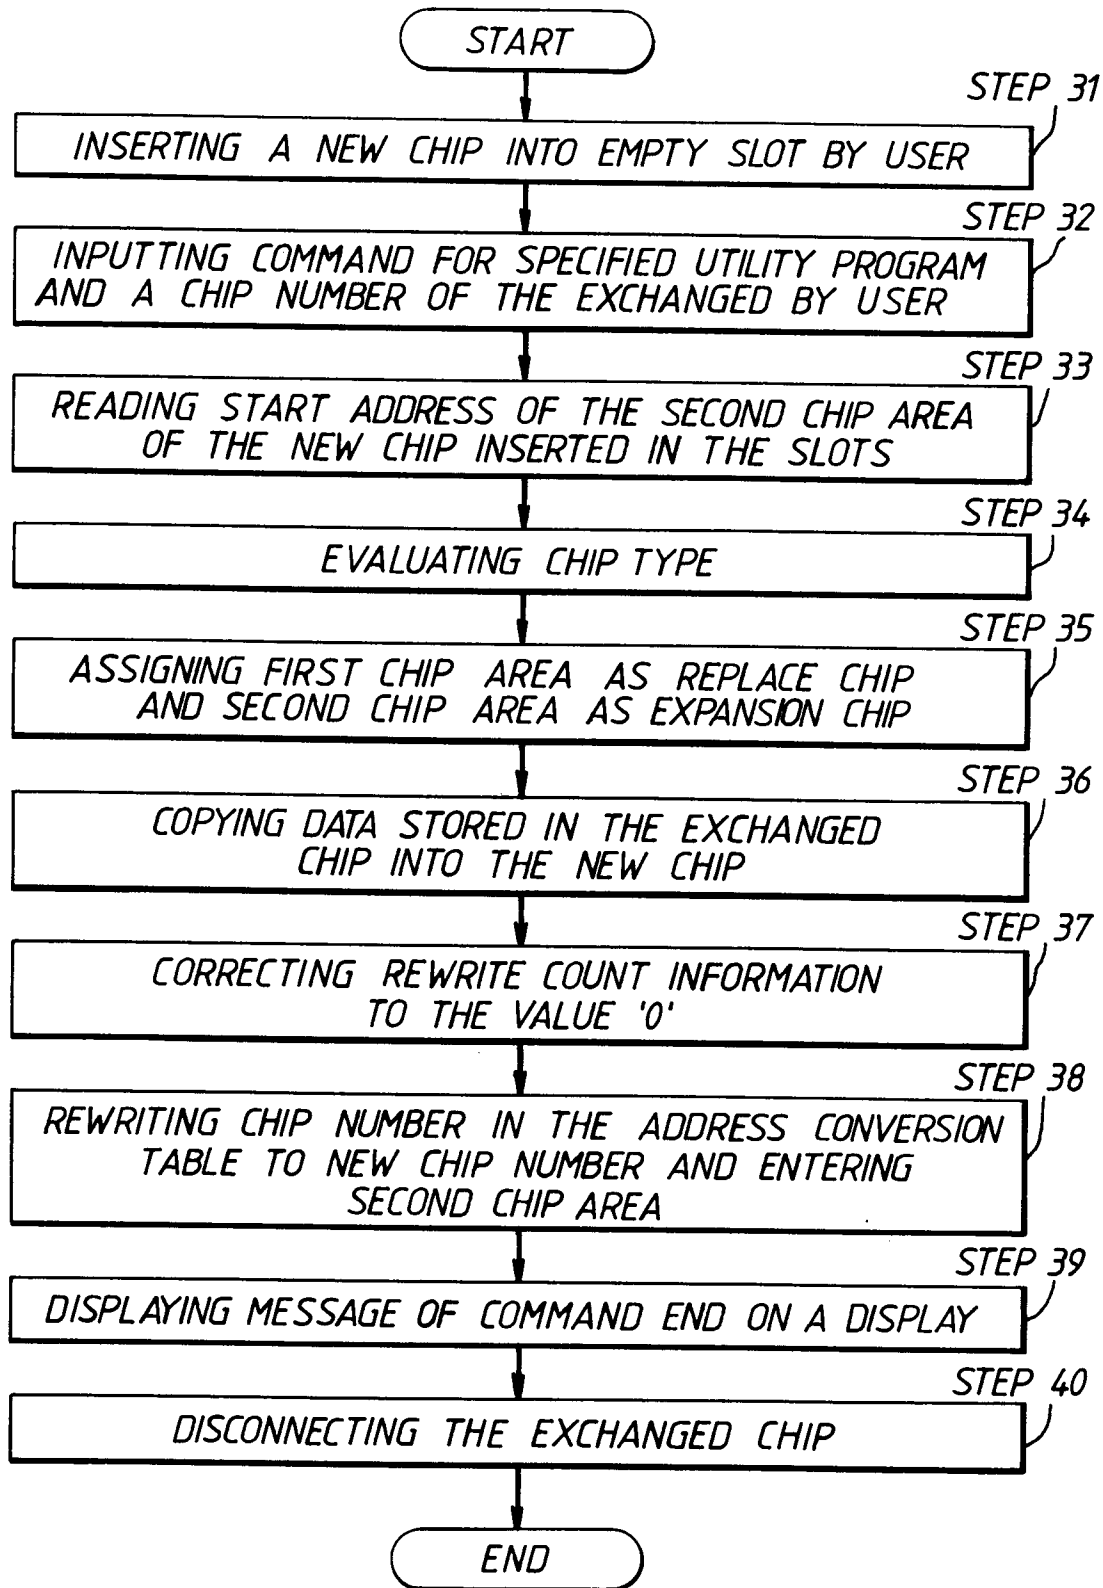 START
STEP 31
INSERTING A NEW CHIP INTO EMPTY SLOT BY USER
STEP 32
INPUTTING COMMAND FOR SPECIFIED UTILITY PROGRAM
AND A CHIP NUMBER OF THE EXCHANGED BY USER
STEP 33
READING START ADDRESS OF THE SECOND CHIP AREA
OF THE NEW CHIP INSERTED IN THE SLOTS
STEP 34
EVALUATING CHIP TYPE
STEP 35
ASSIGNING FIRST CHIP AREA AS REPLACE CHIP
AND SECOND CHIP AREA AS EXPANSION CHIP
STEP 36
COPYING DATA STORED IN THE EXCHANGED
CHIP INTO THE NEW CHIP
STEP 37
CORRECTING REWRITE COUNT INFORMATION
TO THE VALUE '0'
STEP 38
REWRITING CHIP NUMBER IN THE ADDRESS CONVERSION
TABLE TO NEW CHIP NUMBER AND ENTERING
SECOND CHIP AREA
STEP 39
DISPLAYING MESSAGE OF COMMAND END ON A DISPLAY
STEP 40
DISCONNECTING THE EXCHANGED CHIP
END